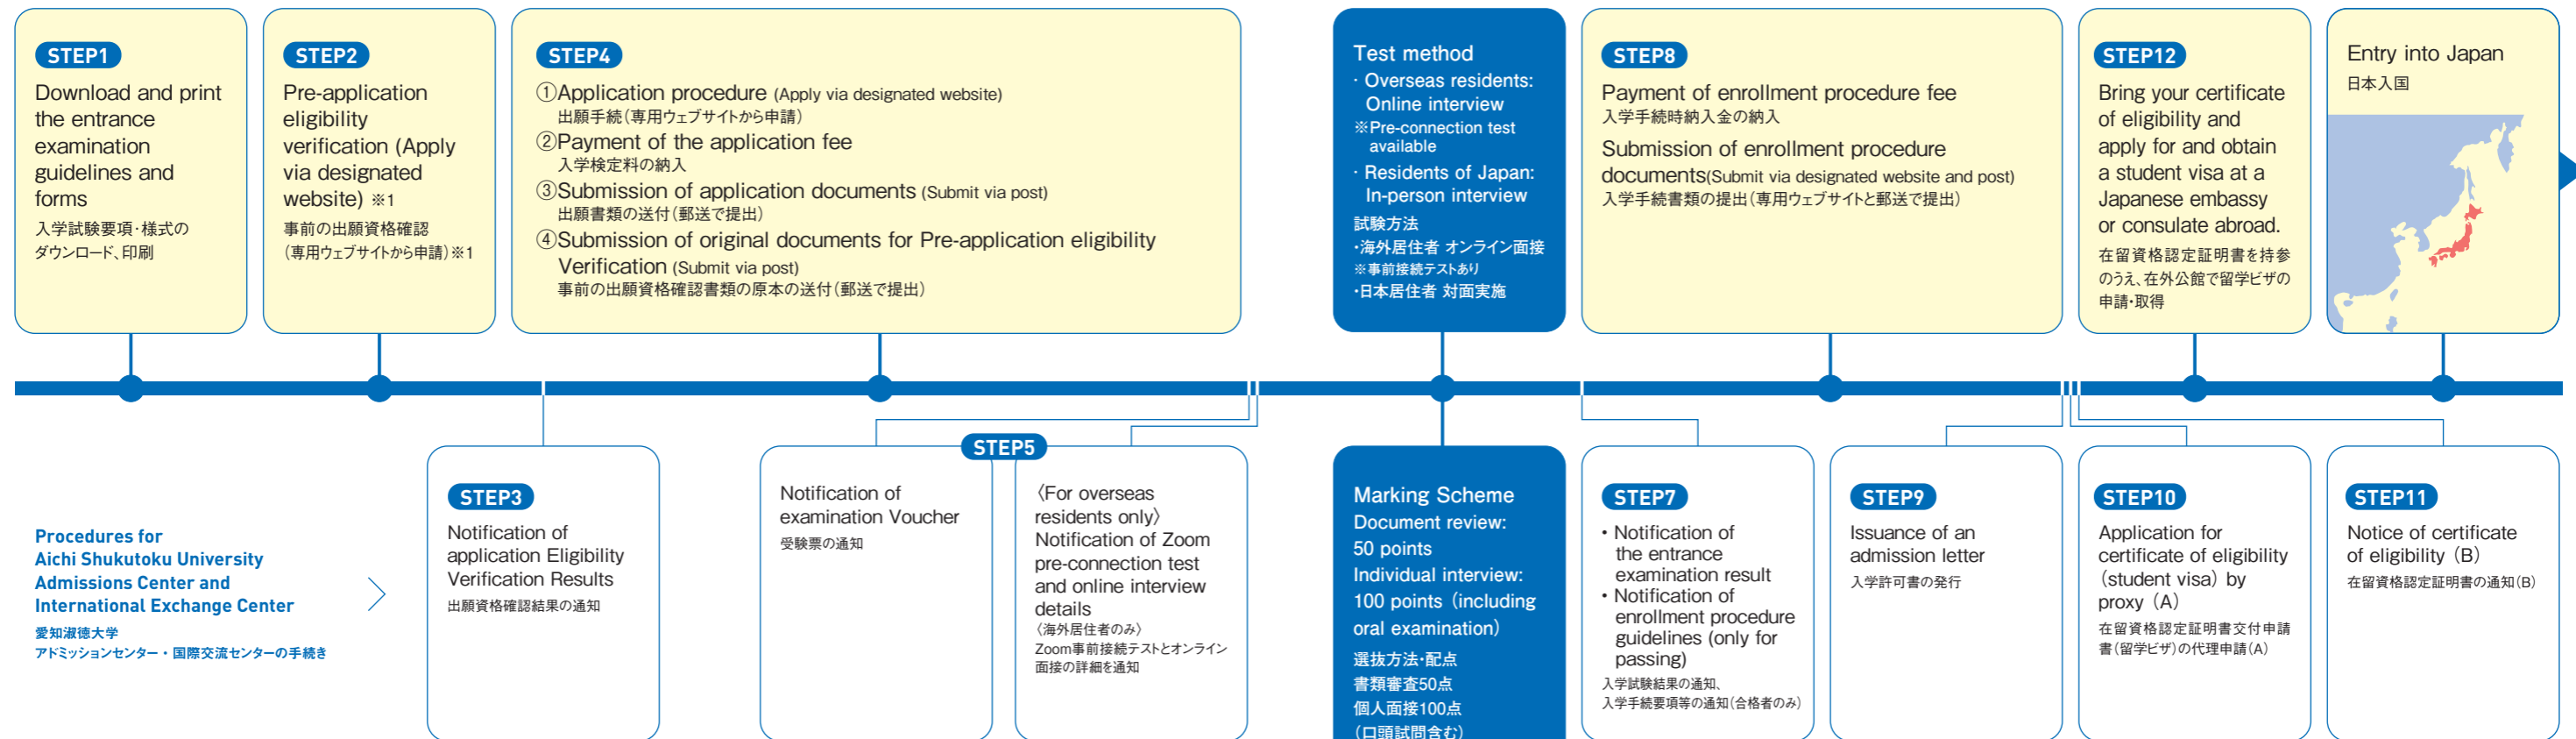 STEP1
Download and print
the entrance
examination
guidelines and
forms
入学試験要項・様式の
ダウンロード、印刷
STEP2
Pre-application
eligibility
verification (Apply
via designated
website) ※1
事前の出願資格確認
(専用ウェブサイトから申請)※1
STEP4
①Application procedure (Apply via designated website)
出願手続(専用ウェブサイトから申請)
②Payment of the application fee
入学検定料の納入
③Submission of application documents (Submit via post)
出願書類の送付(郵送で提出)
④Submission of original documents for Pre-application eligibility
Verification (Submit via post)
事前の出願資格確認書類の原本の送付(郵送で提出)
Test method
· Overseas residents:
Online interview
※Pre-connection test
available
· Residents of Japan:
In-person interview
試験方法
・海外居住者 オンライン面接
※事前接続テストあり
・日本居住者 対面実施
STEP8
Payment of enrollment procedure fee
入学手続時納入金の納入
Submission of enrollment procedure
documents(Submit via designated website and post)
入学手続書類の提出(専用ウェブサイトと郵送で提出)
STEP12
Bring your certificate
of eligibility and
apply for and obtain
a student visa at a
Japanese embassy
or consulate abroad.
在留資格認定証明書を持参
のうえ、在外公館で留学ビザの
申請・取得
Entry into Japan
日本入国
Procedures for
Aichi Shukutoku University
Admissions Center and
International Exchange Center
愛知淑徳大学
アドミッションセンター・国際交流センターの手続き
STEP3
Notification of
application Eligibility
Verification Results
出願資格確認結果の通知
STEP5
Notification of
examination Voucher
受験票の通知
〈For overseas
residents only〉
Notification of Zoom
pre-connection test
and online interview
details
〈海外居住者のみ〉
Zoom事前接続テストとオンライン
面接の詳細を通知
Marking Scheme
Document review:
50 points
Individual interview:
100 points (including
oral examination)
選抜方法・配点
書類審査50点
個人面接100点
(口頭試問含む)
STEP7
• Notification of
the entrance
examination result
• Notification of
enrollment procedure
guidelines (only for
passing)
入学試験結果の通知、
入学手続要項等の通知(合格者のみ)
STEP9
Issuance of an
admission letter
入学許可書の発行
STEP10
Application for
certificate of eligibility
(student visa) by
proxy (A)
在留資格認定証明書交付申請
書(留学ビザ)の代理申請(A)
STEP11
Notice of certificate
of eligibility (B)
在留資格認定証明書の通知(B)